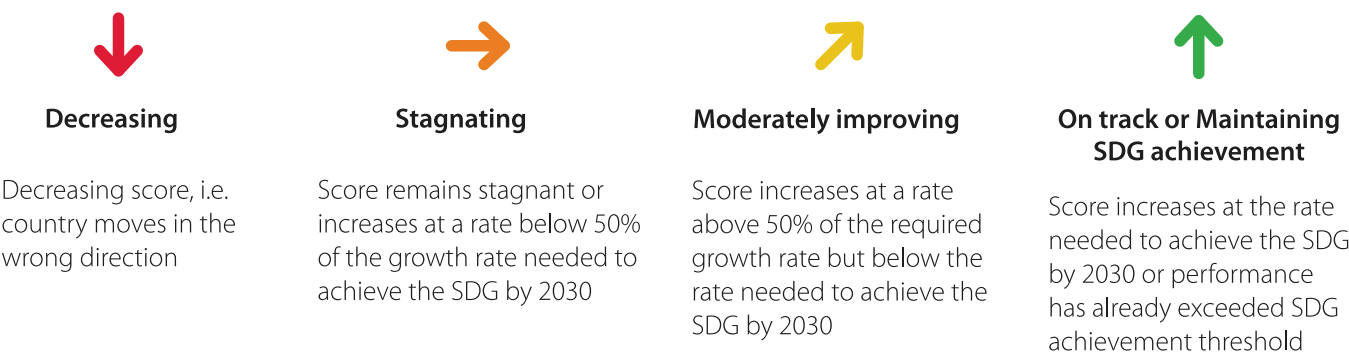 Decreasing
Decreasing score, i.e.
country moves in the
wrong direction
Stagnating
Score remains stagnant or
increases at a rate below 50%
of the growth rate needed to
achieve the SDG by 2030
Moderately improving
Score increases at a rate
above 50% of the required
growth rate but below the
rate needed to achieve the
SDG by 2030
On track or Maintaining
SDG achievement
Score increases at the rate
needed to achieve the SDG
by 2030 or performance
has already exceeded SDG
achievement threshold